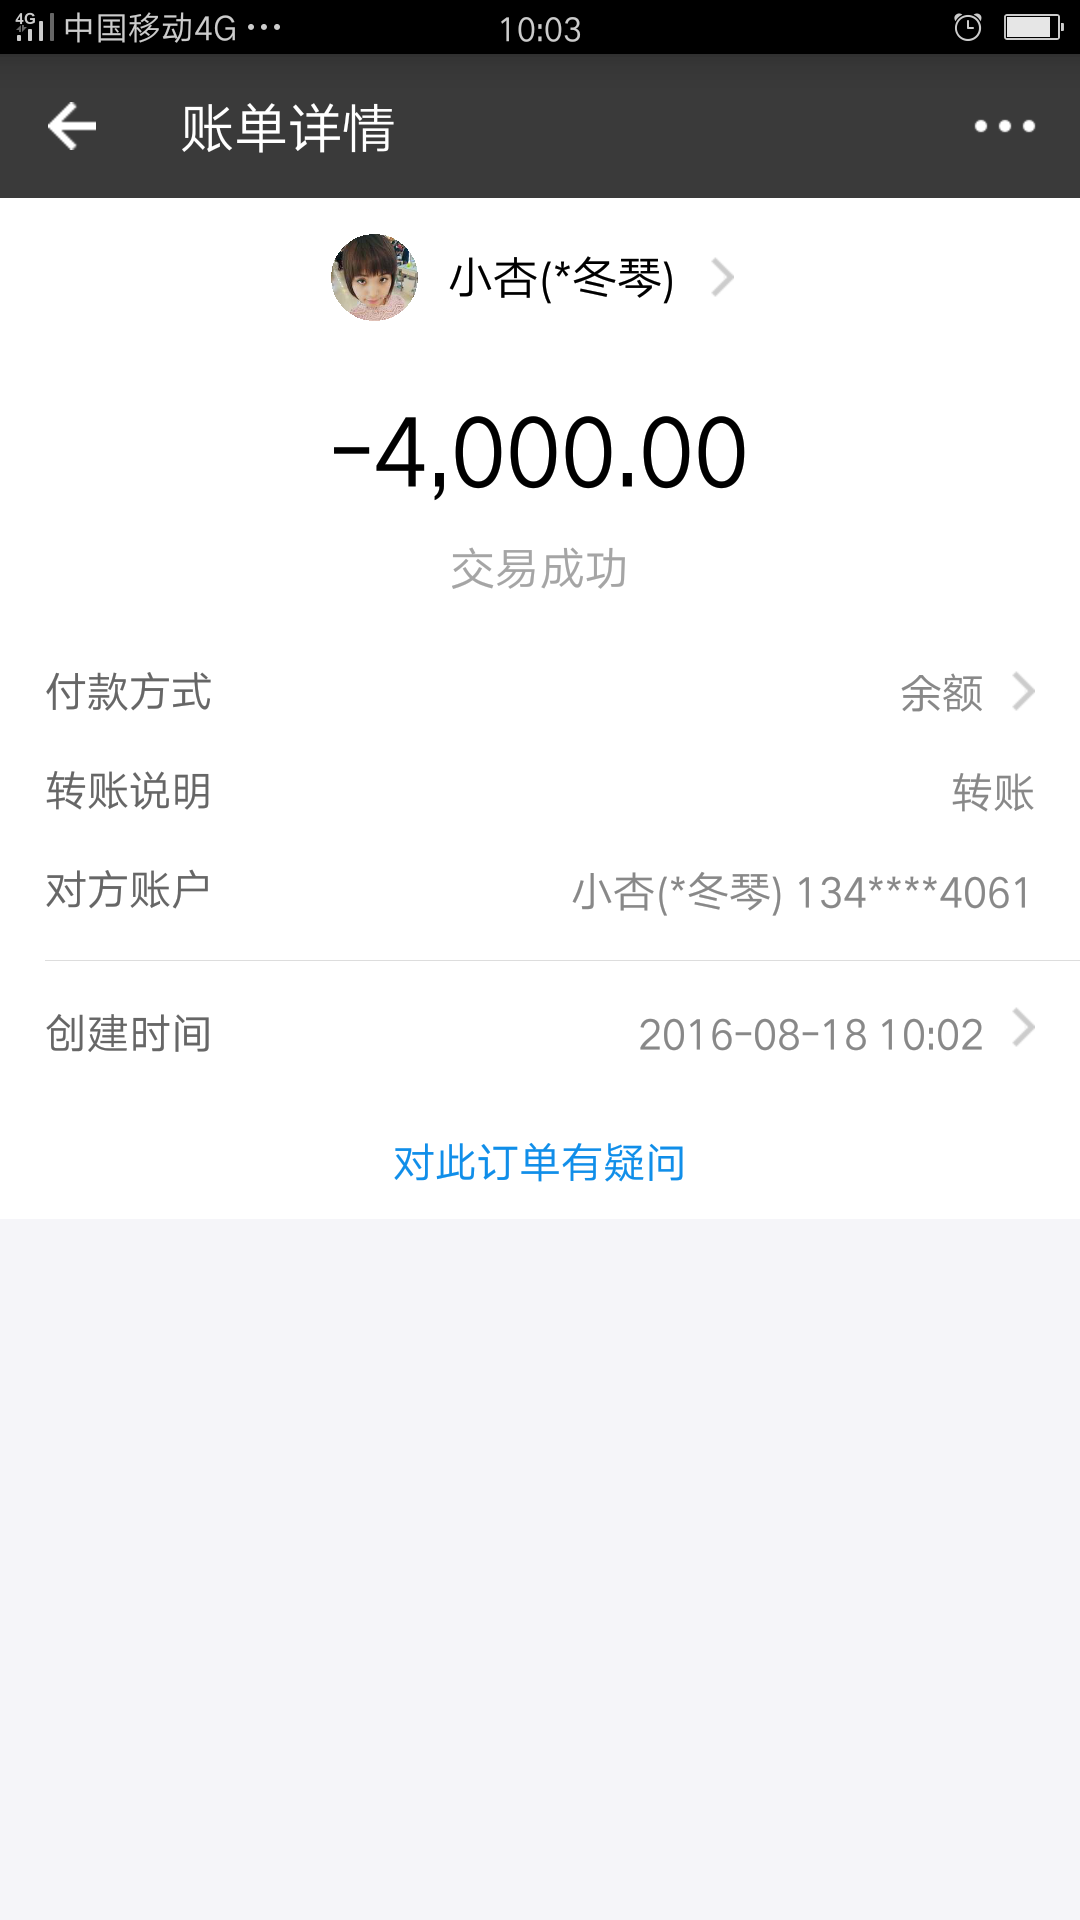 4G 中国移动4G ··· 10:03
账单详情
小杏(*冬琴)
-4,000.00
交易成功
付款方式 余额
转账说明 转账
对方账户 小杏(*冬琴) 134****4061
创建时间 2016-08-18 10:02
对此订单有疑问